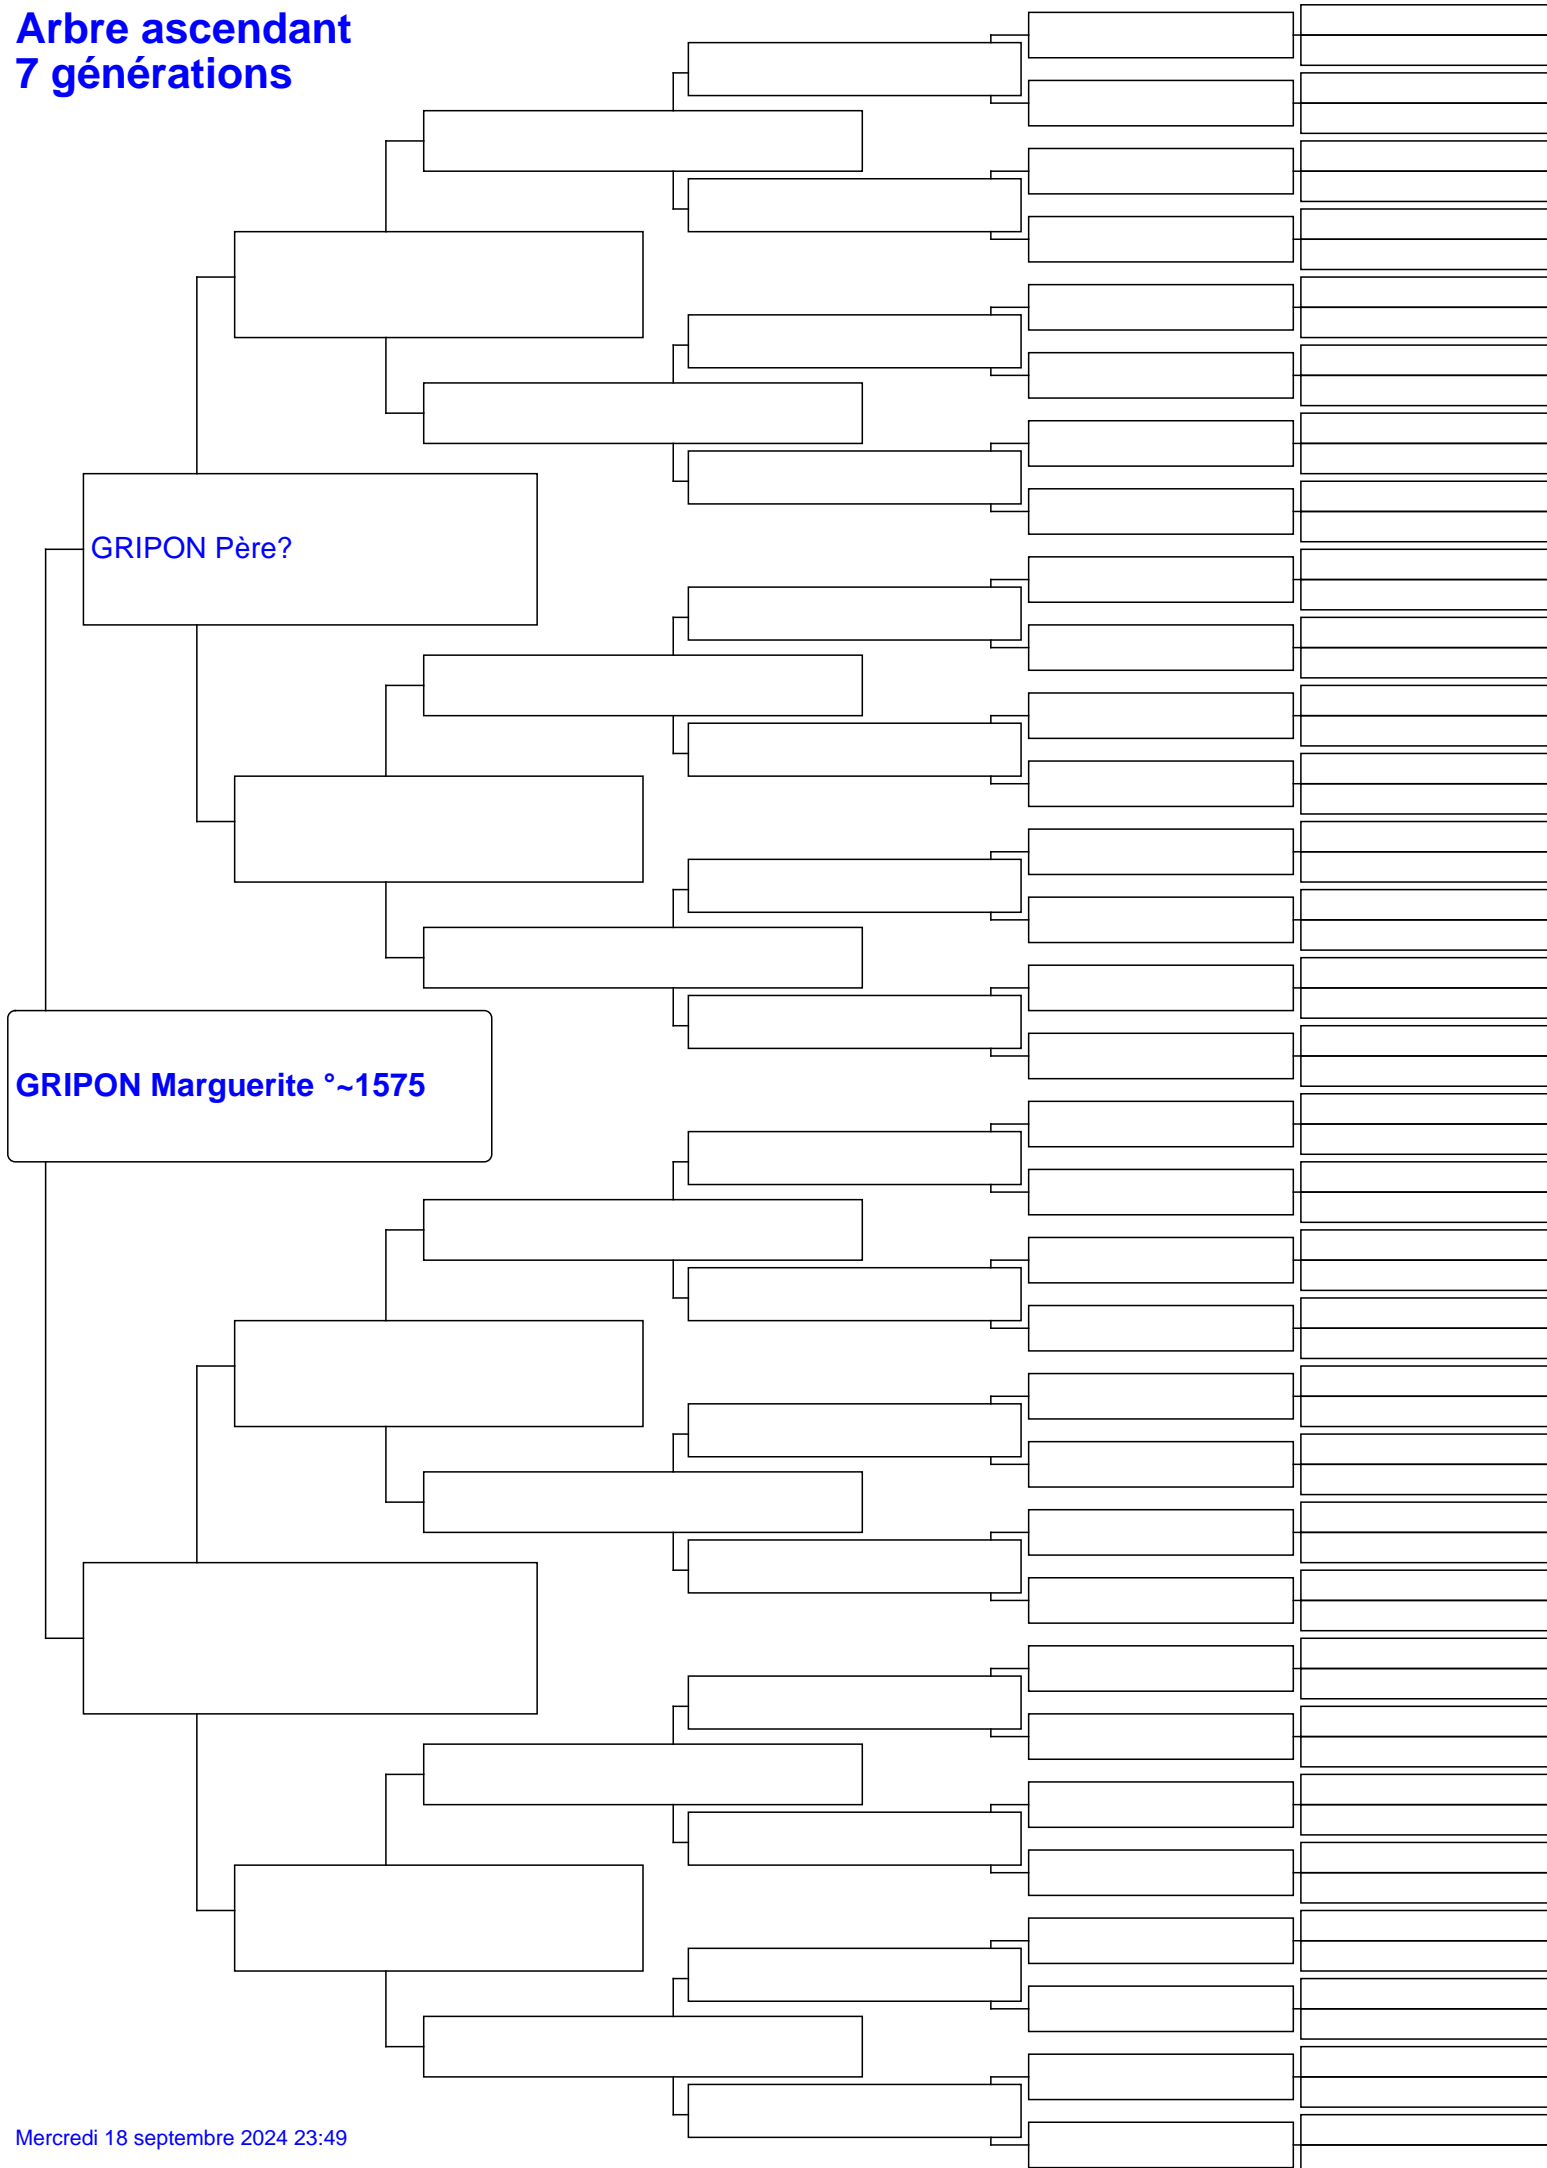 Arbre ascendant
7 générations
GRIPON Père?
GRIPON Marguerite °~1575
Mercredi 18 septembre 2024 23:49